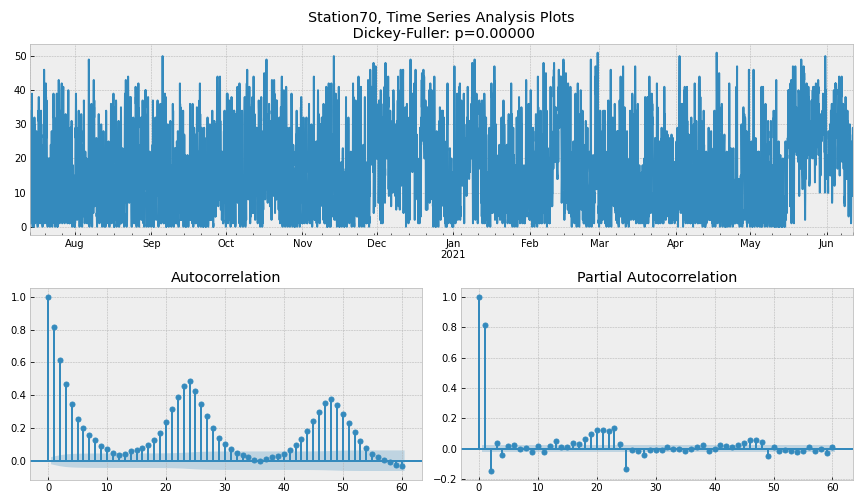 Station70, Time Series Analysis Plots
Dickey-Fuller: p=0.00000
50
40
30
20
10
0
Aug Sep Oct Nov Dec Jan Feb Mar Apr May Jun
2021
Autocorrelation Partial Autocorrelation
1.0 1.0
0.8 0.8
0.6 0.6
0.4 0.4
0.2 0.2
0.0 0.0
−0.2
0 10 20 30 40 50 60 0 10 20 30 40 50 60